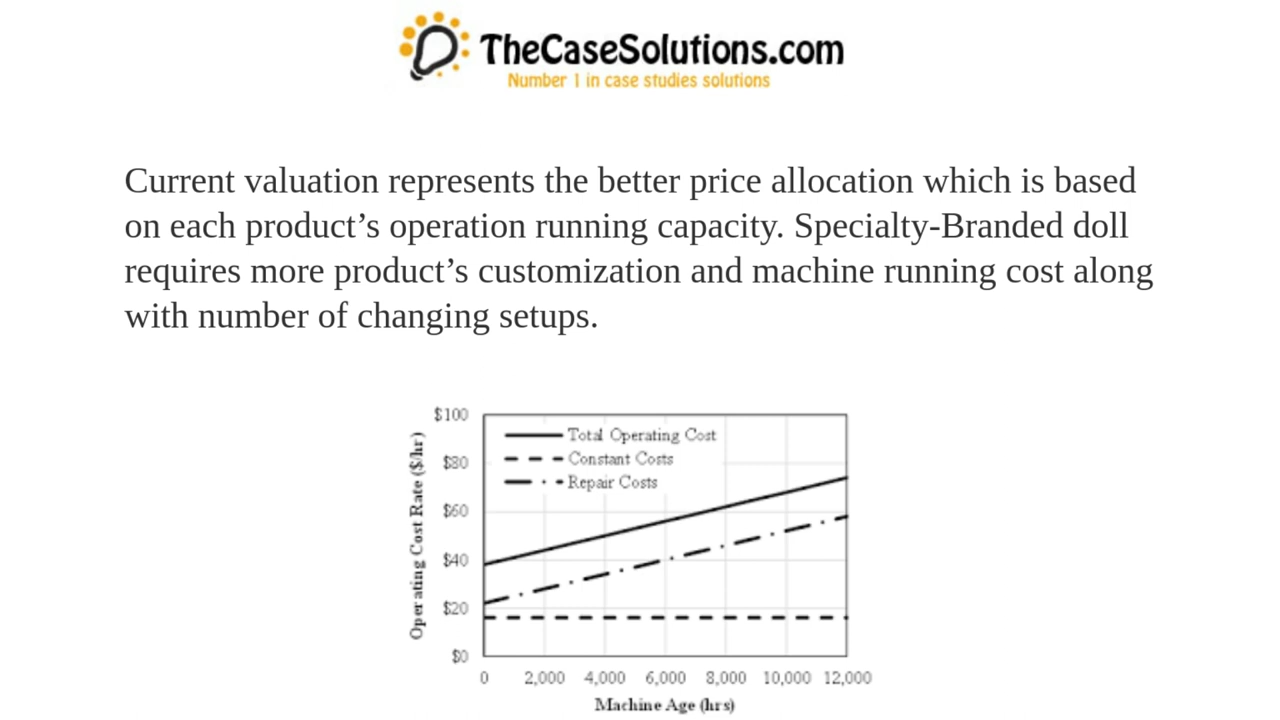 TheCaseSolutions.com
Number 1 in case studies solutions
Current valuation represents the better price allocation which is based
on each product’s operation running capacity. Specialty-Branded doll
requires more product’s customization and machine running cost along
with number of changing setups.
Operating Cost Rate ($/hr)
$100
$80
$60
$40
$20
$0
Total Operating Cost
Constant Costs
Repair Costs
0 2,000 4,000 6,000 8,000 10,000 12,000
Machine Age (hrs)